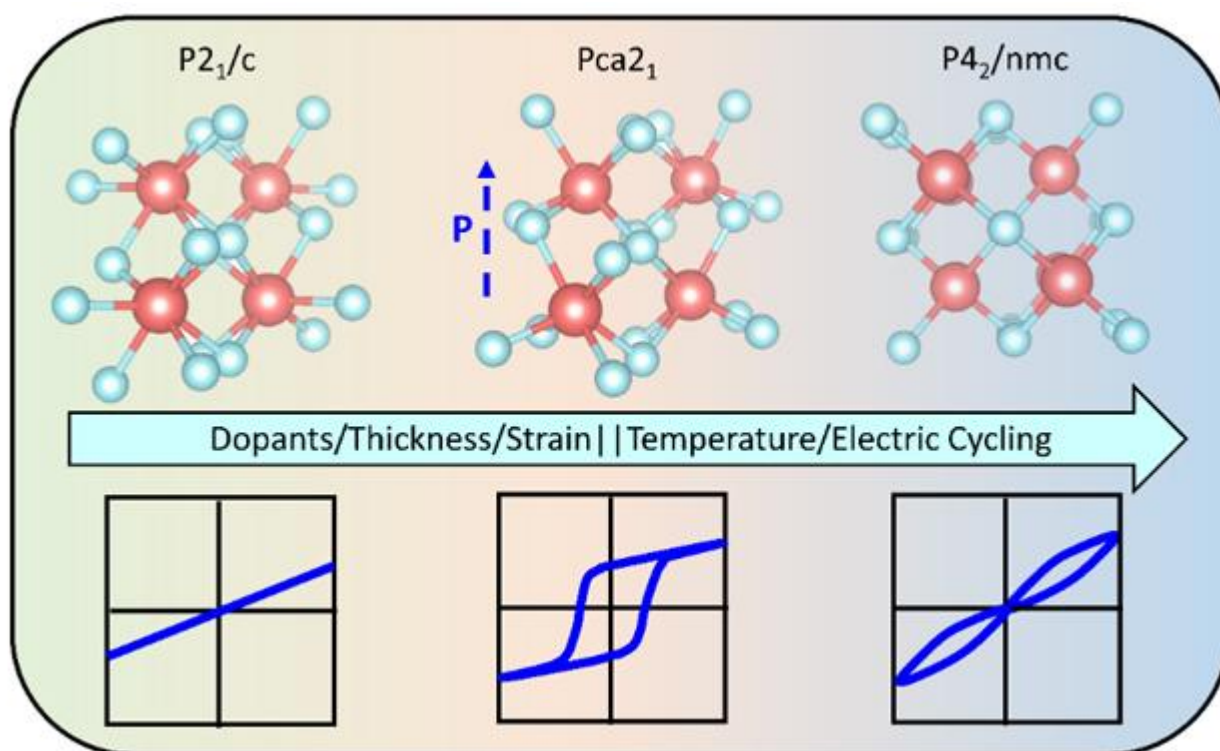 P2₁/c
Pca2₁
P4₂/nmc
P
Dopants/Thickness/Strain||Temperature/Electric Cycling